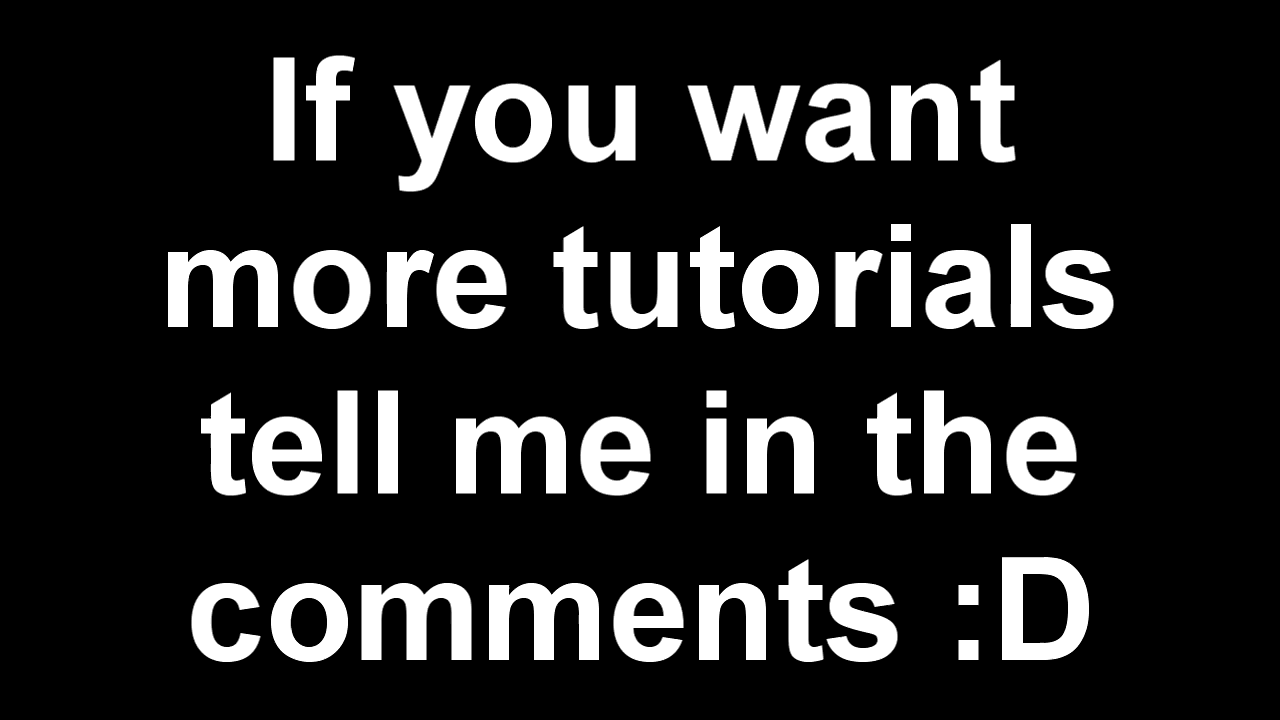 If you want
more tutorials
tell me in the
comments :D